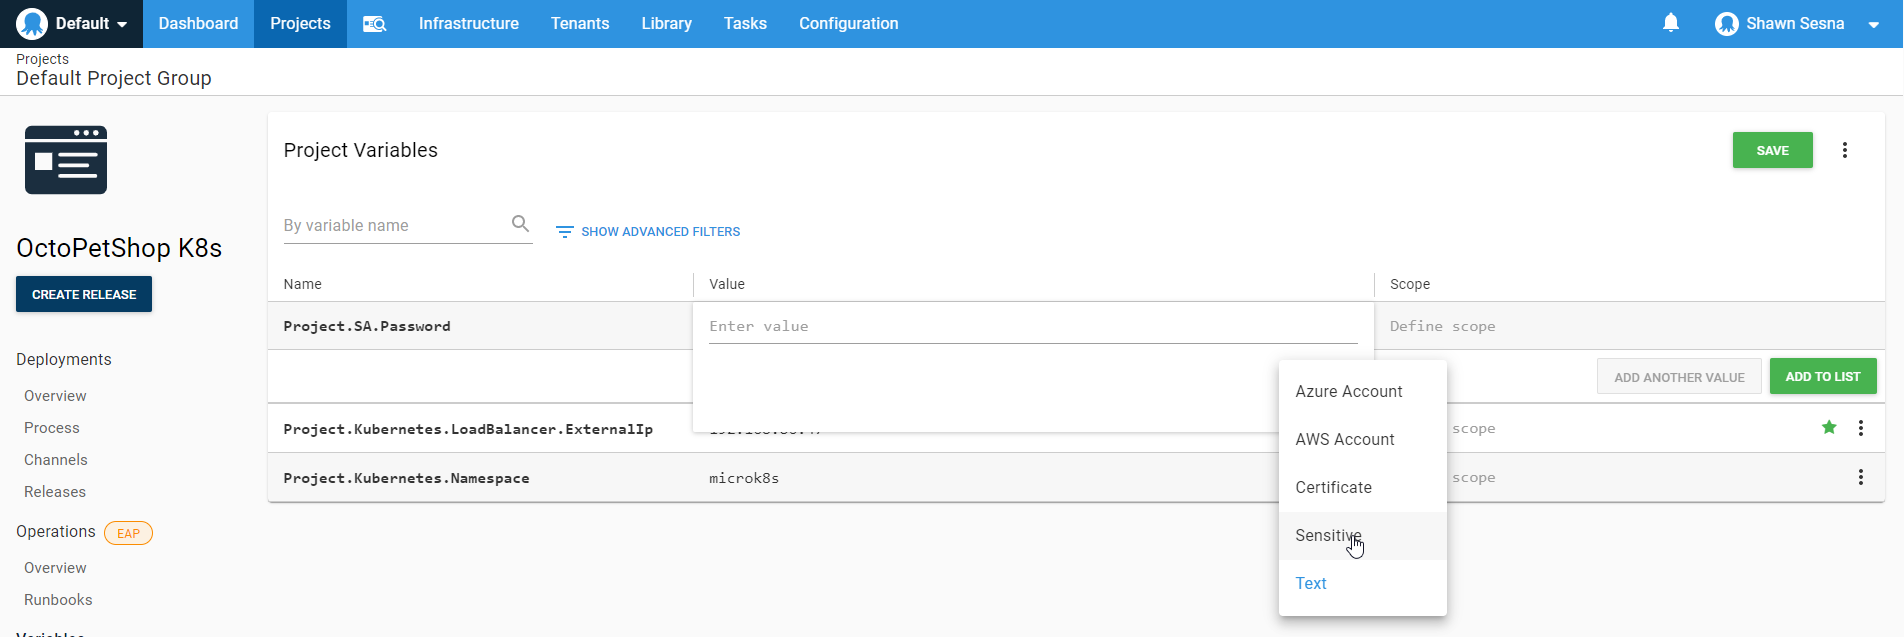 Default Dashboard Projects Infrastructure Tenants Library Tasks Configuration Shawn Sesna
Projects
Default Project Group
Project Variables SAVE
By variable name SHOW ADVANCED FILTERS
OctoPetShop K8s
CREATE RELEASE
Name Value Scope
Project.SA.Password Enter value Define scope
Deployments
ADD ANOTHER VALUE ADD TO LIST
Azure Account
Overview
Process
Project.Kubernetes.LoadBalancer.ExternalIp scope
AWS Account
Channels
Project.Kubernetes.Namespace microk8s scope
Certificate
Releases
Operations EAP
Sensitive
Overview
Text
Runbooks